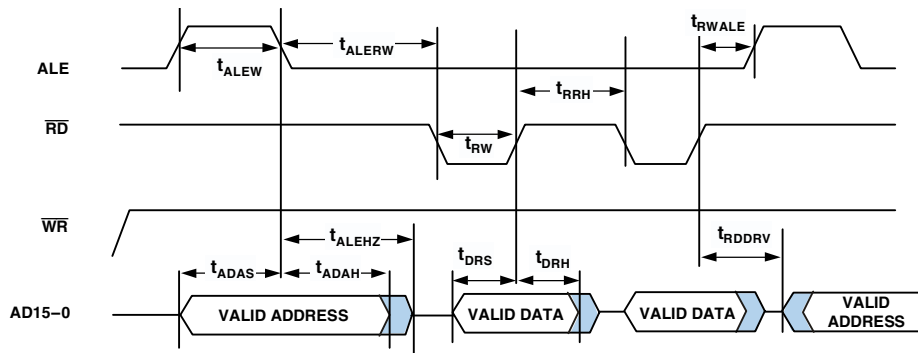 tRWALE
tALERW
tALEW
ALE
tRRH
RD
tRW
WR
tALEHZ
tRDDRV
tDRS
tDRH
tADAS
tADAH
AD15–0
VALID ADDRESS
VALID DATA
VALID DATA
VALID
ADDRESS